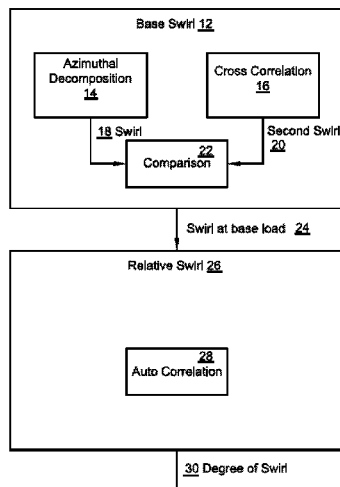 Base Swirl 12
Azimuthal
Decomposition
14
Cross Correlation
16
18 Swirl
Second Swirl
20
22
Comparison
Swirl at base load 24
Relative Swirl 26
28
Auto Correlation
30 Degree of Swirl